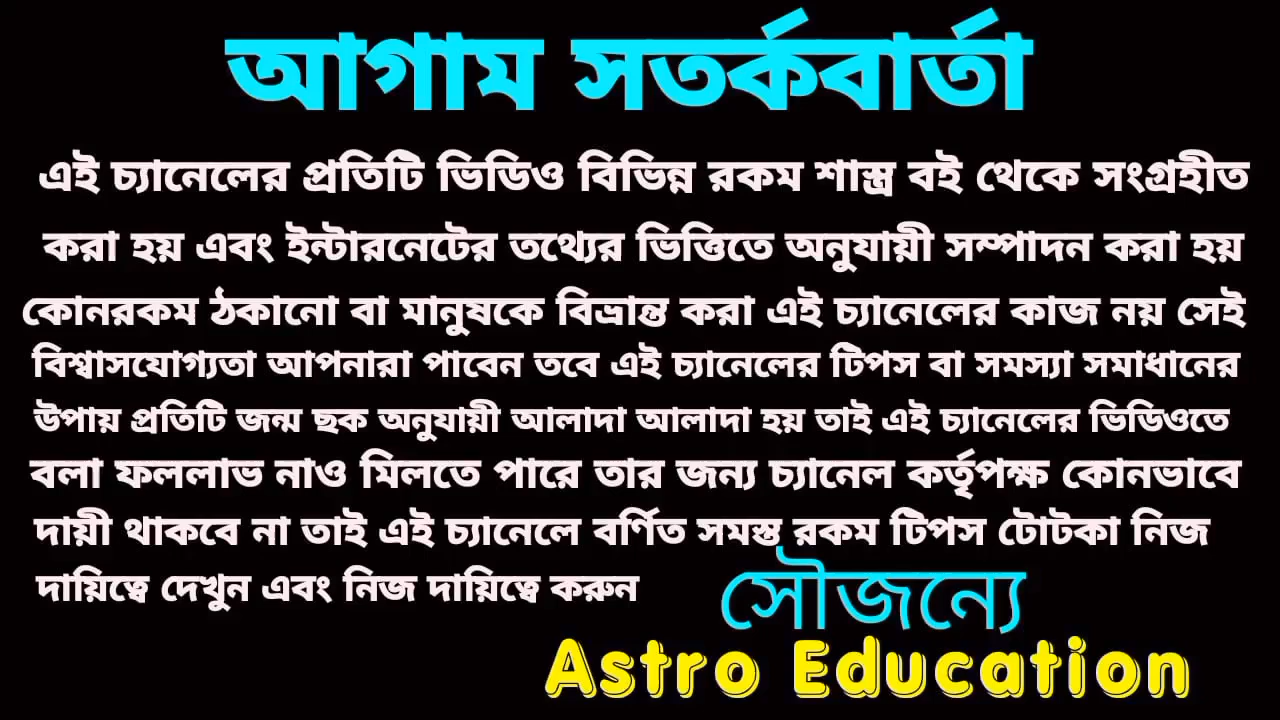 আগাম সতর্কবার্তা
এই চ্যানেলের প্রতিটি ভিডিও বিভিন্ন রকম শাস্ত্র বই থেকে সংগ্রহীত
করা হয় এবং ইন্টারনেটের তথ্যের ভিত্তিতে অনুযায়ী সম্পাদন করা হয়
কোনরকম ঠকানো বা মানুষকে বিভ্রান্ত করা এই চ্যানেলের কাজ নয় সেই
বিশ্বাসযোগ্যতা আপনারা পাবেন তবে এই চ্যানেলের টিপস বা সমস্যা সমাধানের
উপায় প্রতিটি জন্ম ছক অনুযায়ী আলাদা আলাদা হয় তাই এই চ্যানেলের ভিডিওতে
বলা ফললাভ নাও মিলতে পারে তার জন্য চ্যানেল কর্তৃপক্ষ কোনভাবে
দায়ী থাকবে না তাই এই চ্যানেলে বর্ণিত সমস্ত রকম টিপস টোটকা নিজ
দায়িত্বে দেখুন এবং নিজ দায়িত্বে করুন
সৌজন্যে
Astro Education